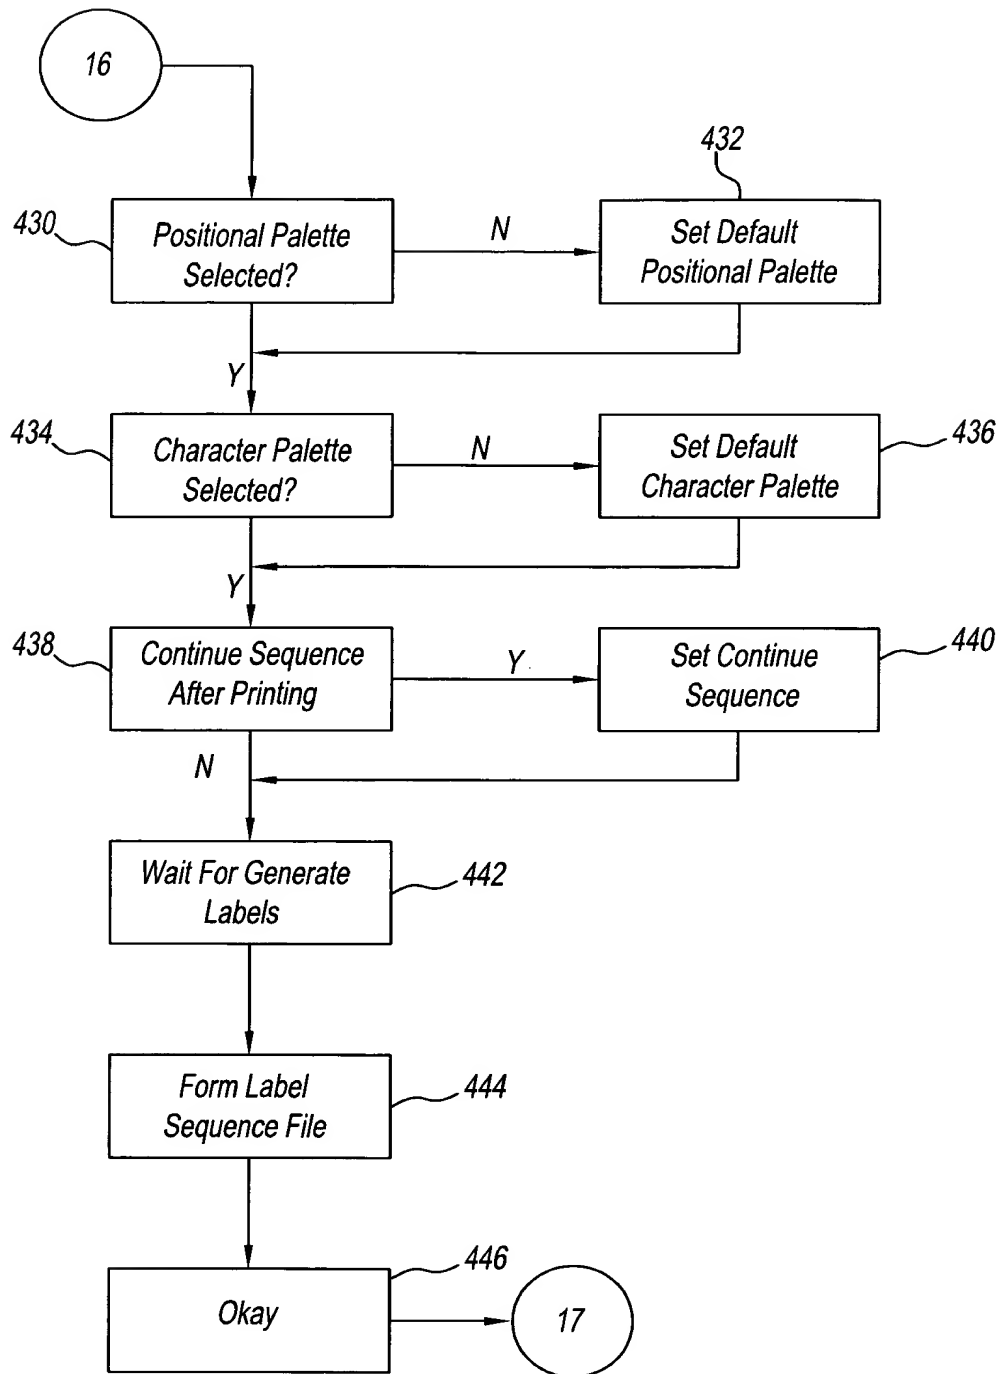 16
432
430
Positional Palette
Selected?
N
Set Default
Positional Palette
Y
434
Character Palette
Selected?
N
Set Default
Character Palette
436
Y
438
Continue Sequence
After Printing
Y
Set Continue
Sequence
440
N
Wait For Generate
Labels
442
Form Label
Sequence File
444
446
Okay
17